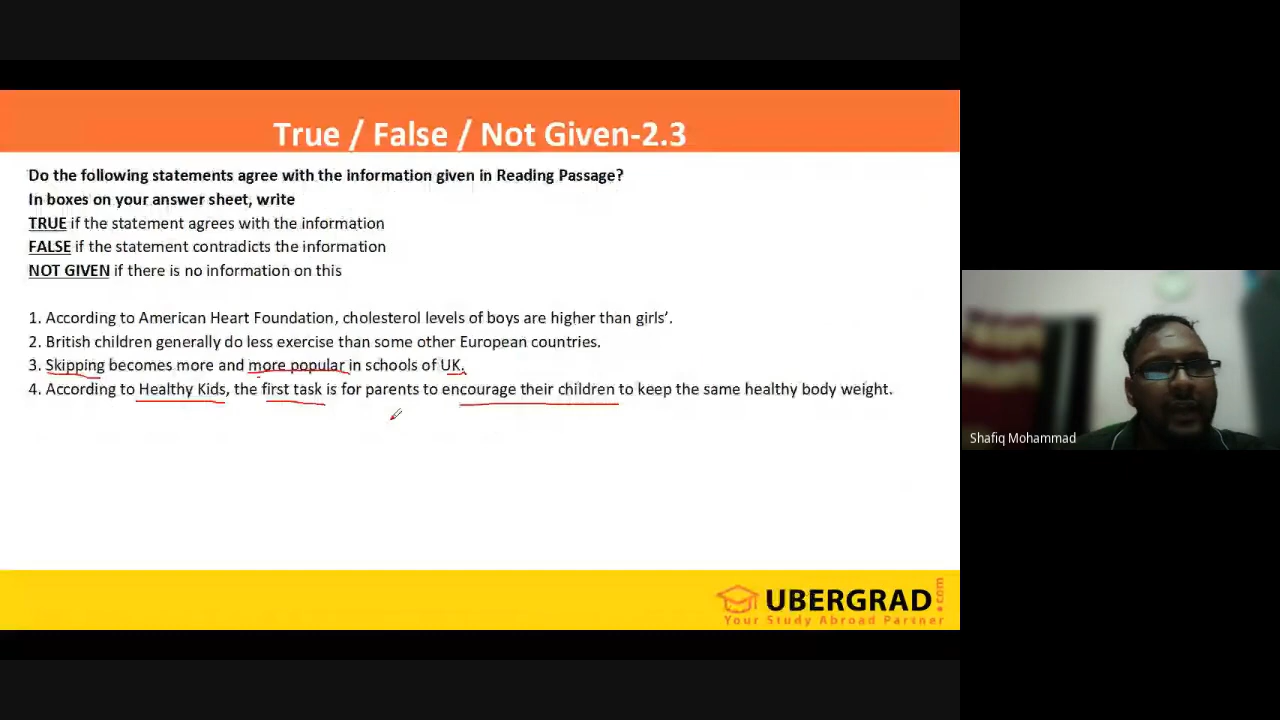 True / False / Not Given-2.3
Do the following statements agree with the information given in Reading Passage?
In boxes on your answer sheet, write
TRUE if the statement agrees with the information
FALSE if the statement contradicts the information
NOT GIVEN if there is no information on this
1. According to American Heart Foundation, cholesterol levels of boys are higher than girls’.
2. British children generally do less exercise than some other European countries.
3. Skipping becomes more and more popular in schools of UK.
4. According to Healthy Kids, the first task is for parents to encourage their children to keep the same healthy body weight.
Shafiq Mohammad
UBERGRAD.com
Your Study Abroad Partner